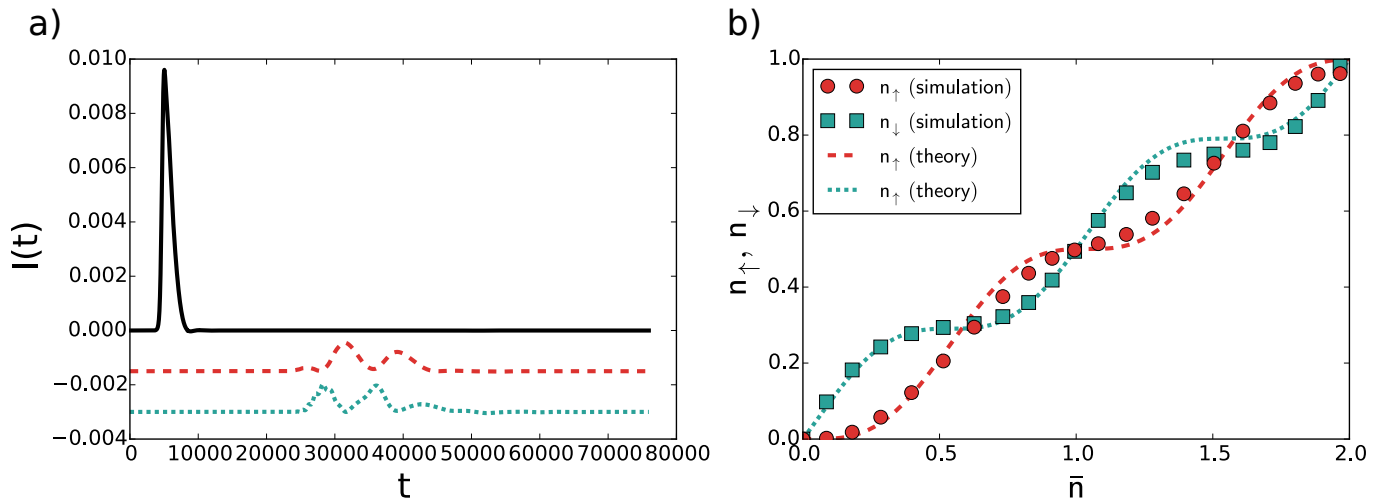 a)
0.010
0.008
0.006
0.004
0.002
0.000
−0.002
−0.004
I(t)
0 10000 20000 30000 40000 50000 60000 70000 80000
t
b)
1.0
0.8
0.6
0.4
0.2
0.0
n↑, n↓
n↑ (simulation)
n↓ (simulation)
n↑ (theory)
n↑ (theory)
0.0 0.5 1.0 1.5 2.0
n̄